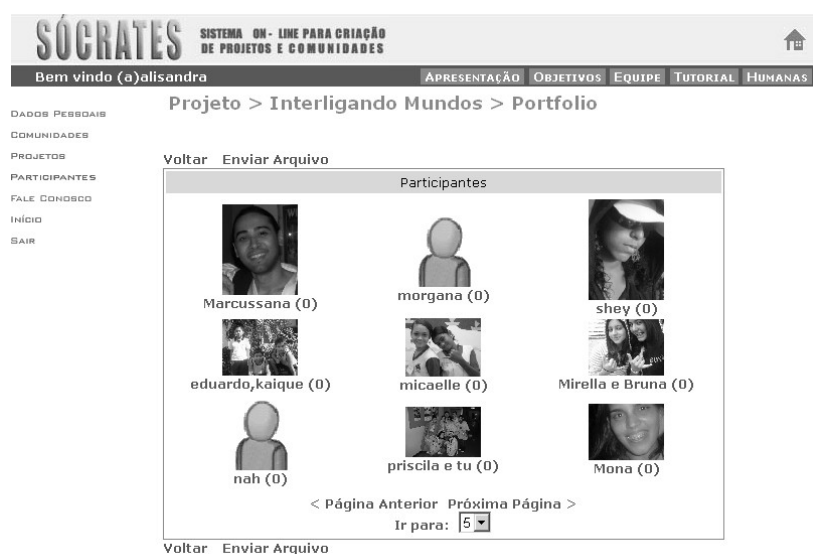 SÓCRATES SISTEMA ON-LINE PARA CRIAÇÃO
DE PROJETOS E COMUNIDADES
Bem vindo (a)alisandra APRESENTAÇÃO OBJETIVOS EQUIPE TUTORIAL HUMANAS
DADOS PESSOAIS
COMUNIDADES
PROJETOS
PARTICIPANTES
FALE CONOSCO
INÍCIO
SAIR
Projeto > Interligando Mundos > Portfolio
Voltar Enviar Arquivo
Participantes
Marcussana (0) morgana (0) shey (0)
eduardo,kaique (0) micaelle (0) Mirella e Bruna (0)
nah (0) priscila e tu (0) Mona (0)
< Página Anterior Próxima Página >
Ir para: 5
Voltar Enviar Arquivo